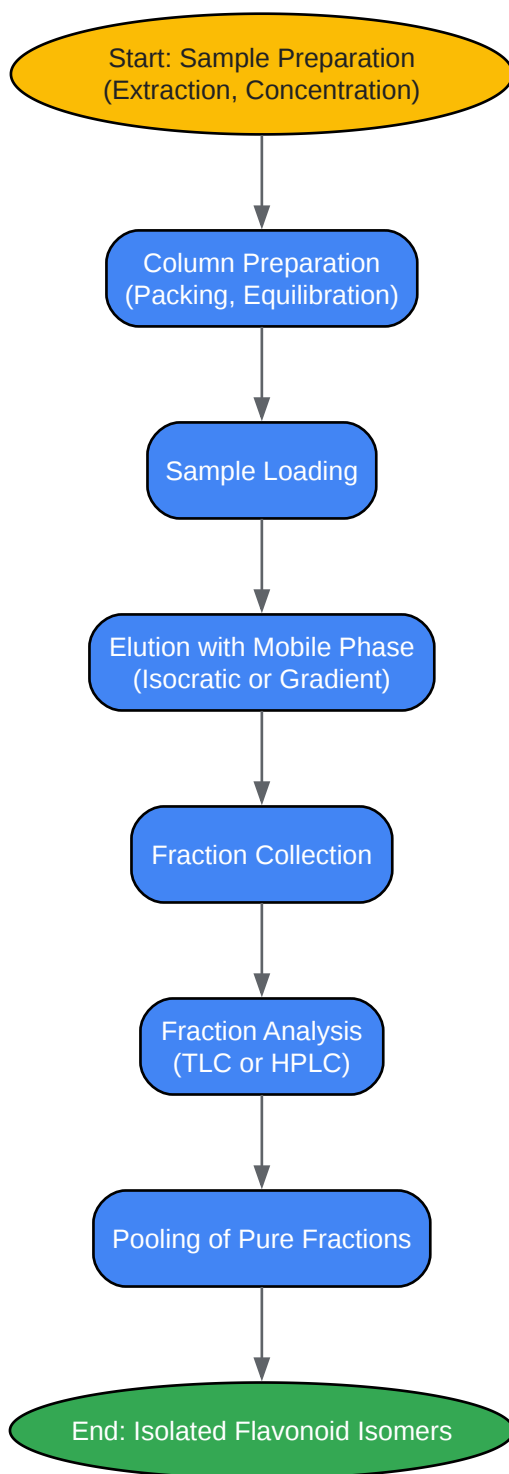 Start: Sample Preparation
(Extraction, Concentration)
Column Preparation
(Packing, Equilibration)
Sample Loading
Elution with Mobile Phase
(Isocratic or Gradient)
Fraction Collection
Fraction Analysis
(TLC or HPLC)
Pooling of Pure Fractions
End: Isolated Flavonoid Isomers